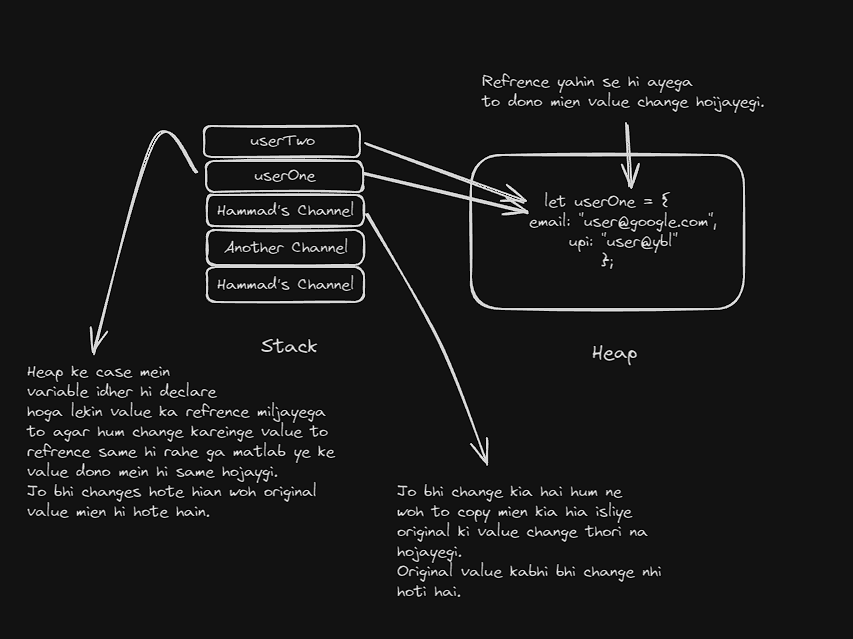 Refrence yahin se hi ayega
to dono mien value change hoijayegi.
userTwo
userOne
Hammad's Channel
Another Channel
Hammad's Channel
Stack
let userOne = {
email: "user@google.com",
upi: "user@ybl"
};
Heap
Heap ke case mein
variable idher hi declare
hoga lekin value ka refrence miljayega
to agar hum change kareinge value to
refrence same hi rahe ga matlab ye ke
value dono mein hi same hojaygi.
Jo bhi changes hote hian woh original
value mien hi hote hain.
Jo bhi change kia hai hum ne
woh to copy mien kia hia isliye
original ki value change thori na
hojayegi.
Original value kabhi bhi change nhi
hoti hai.